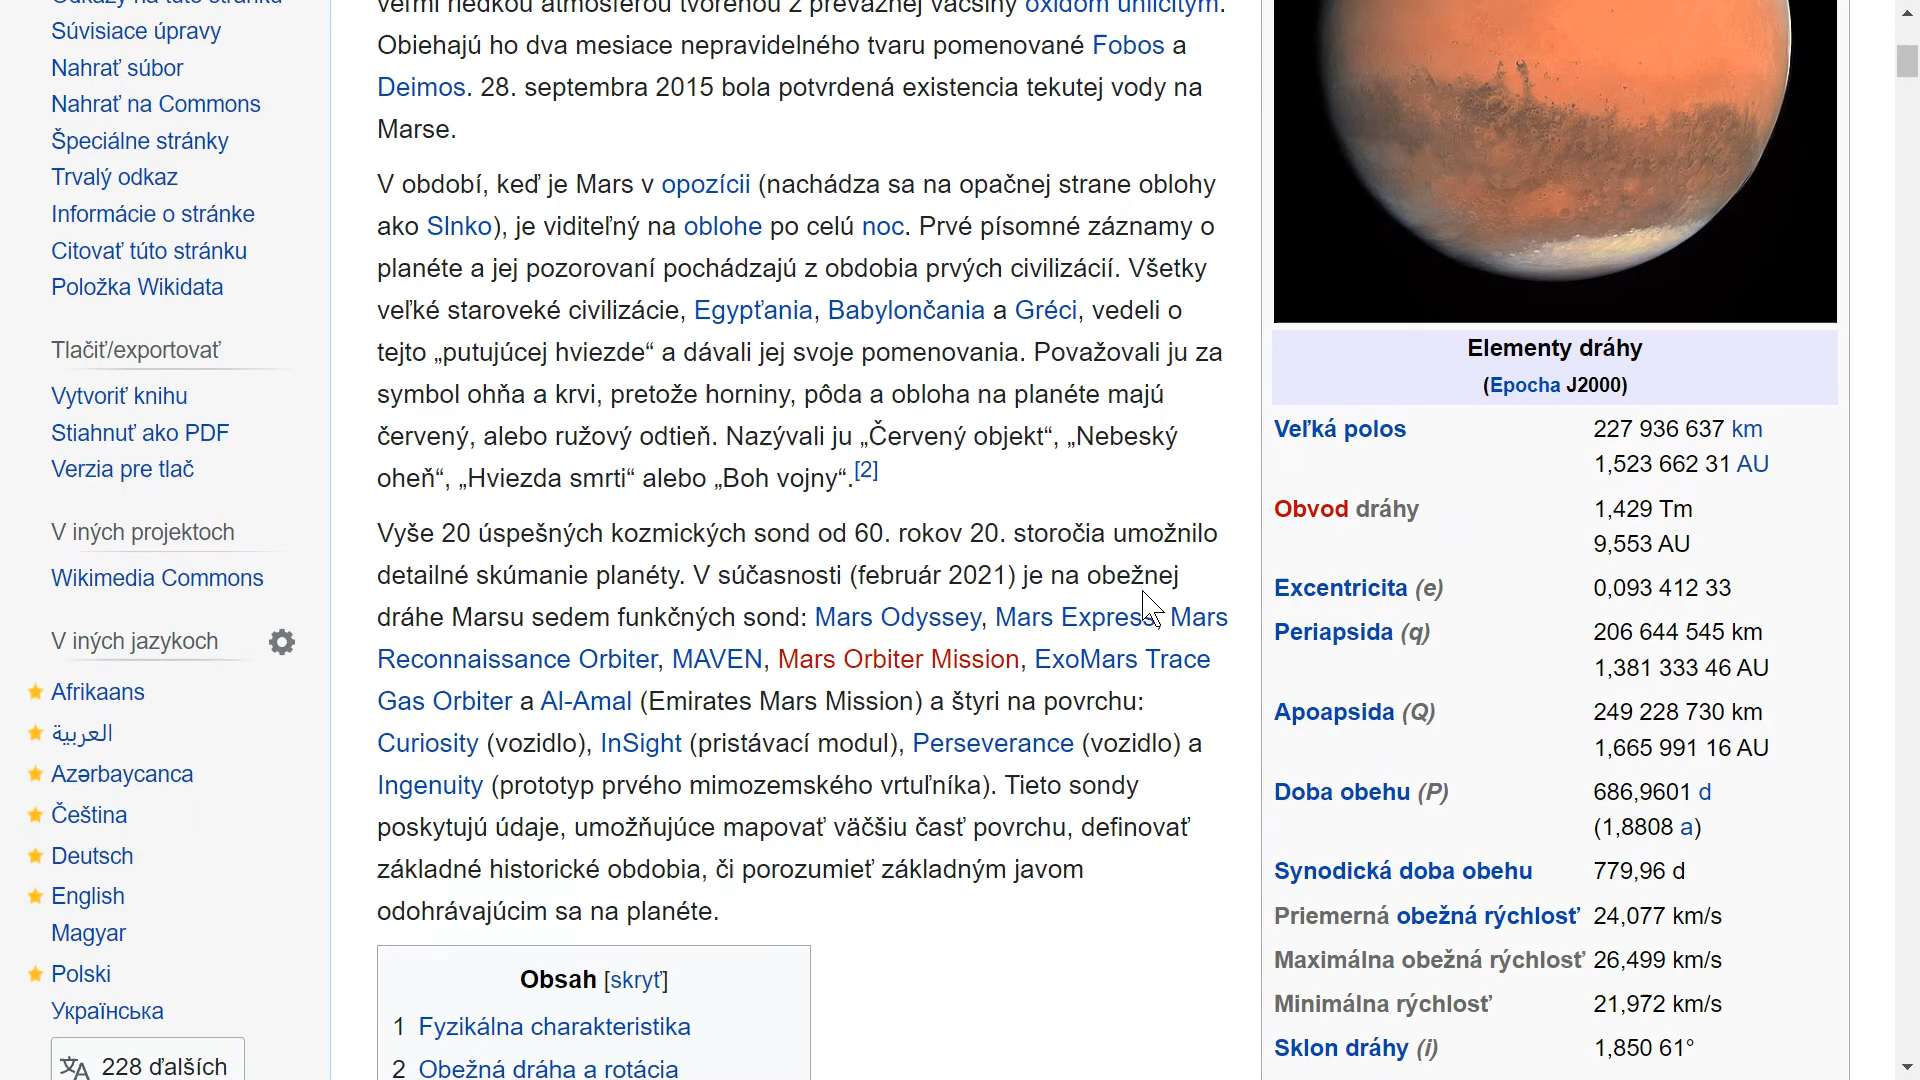 Odkazy na túto stránku
Súvisiace úpravy
Nahrať súbor
Nahrať na Commons
Špeciálne stránky
Trvalý odkaz
Informácie o stránke
Citovať túto stránku
Položka Wikidata
Tlačiť/exportovať
Vytvoriť knihu
Stiahnuť ako PDF
Verzia pre tlač
V iných projektoch
Wikimedia Commons
V iných jazykoch
Afrikaans
العربية
Azərbaycanca
Čeština
Deutsch
English
Magyar
Polski
Українська
228 ďalších
veľmi riedkou atmosférou tvorenou z prevažnej väčšiny oxidom uhličitým.
Obiehajú ho dva mesiace nepravidelného tvaru pomenované Fobos a
Deimos. 28. septembra 2015 bola potvrdená existencia tekutej vody na
Marse.
V období, keď je Mars v opozícii (nachádza sa na opačnej strane oblohy
ako Slnko), je viditeľný na oblohe po celú noc. Prvé písomné záznamy o
planéte a jej pozorovaní pochádzajú z obdobia prvých civilizácií. Všetky
veľké staroveké civilizácie, Egypťania, Babylončania a Gréci, vedeli o
tejto „putujúcej hviezde“ a dávali jej svoje pomenovania. Považovali ju za
symbol ohňa a krvi, pretože horniny, pôda a obloha na planéte majú
červený, alebo ružový odtieň. Nazývali ju „Červený objekt“, „Nebeský
oheň“, „Hviezda smrti“ alebo „Boh vojny“.[2]
Vyše 20 úspešných kozmických sond od 60. rokov 20. storočia umožnilo
detailné skúmanie planéty. V súčasnosti (február 2021) je na obežnej
dráhe Marsu sedem funkčných sond: Mars Odyssey, Mars Express, Mars
Reconnaissance Orbiter, MAVEN, Mars Orbiter Mission, ExoMars Trace
Gas Orbiter a Al-Amal (Emirates Mars Mission) a štyri na povrchu:
Curiosity (vozidlo), InSight (pristávací modul), Perseverance (vozidlo) a
Ingenuity (prototyp prvého mimozemského vrtuľníka). Tieto sondy
poskytujú údaje, umožňujúce mapovať väčšiu časť povrchu, definovať
základné historické obdobia, či porozumieť základným javom
odohrávajúcim sa na planéte.
Obsah [skryť]
1 Fyzikálna charakteristika
2 Obežná dráha a rotácia
Elementy dráhy
(Epocha J2000)
Veľká polos 227 936 637 km
1,523 662 31 AU
Obvod dráhy 1,429 Tm
9,553 AU
Excentricita (e) 0,093 412 33
Periapsida (q) 206 644 545 km
1,381 333 46 AU
Apoapsida (Q) 249 228 730 km
1,665 991 16 AU
Doba obehu (P) 686,9601 d
(1,8808 a)
Synodická doba obehu 779,96 d
Priemerná obežná rýchlosť 24,077 km/s
Maximálna obežná rýchlosť 26,499 km/s
Minimálna rýchlosť 21,972 km/s
Sklon dráhy (i) 1,850 61°